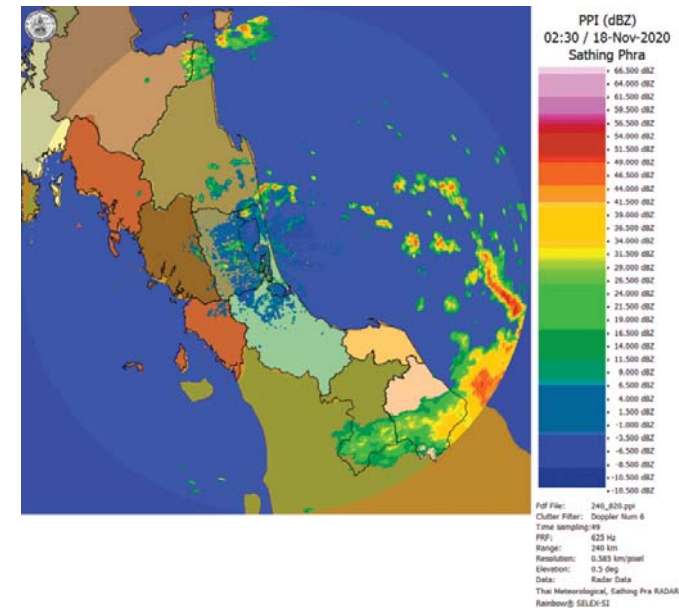 PPI (dBZ)
02:30 / 18-Nov-2020
Sathing Phra
66.500 dBZ
64.000 dBZ
61.500 dBZ
59.500 dBZ
56.500 dBZ
54.000 dBZ
51.500 dBZ
49.000 dBZ
46.500 dBZ
44.000 dBZ
41.500 dBZ
39.000 dBZ
36.500 dBZ
34.000 dBZ
31.500 dBZ
29.000 dBZ
26.500 dBZ
24.000 dBZ
21.500 dBZ
19.000 dBZ
16.500 dBZ
14.000 dBZ
11.500 dBZ
9.000 dBZ
6.500 dBZ
4.000 dBZ
1.500 dBZ
-1.000 dBZ
-3.500 dBZ
-6.500 dBZ
-8.500 dBZ
-10.500 dBZ
-10.500 dBZ
Pdf File: 240_820.ppi
Clutter Filter: Doppler Num 6
Time sampling:49
PRF: 625 Hz
Range: 240 km
Resolution: 0.585 km/pixel
Elevation: 0.5 deg
Data: Radar Data
Thai Meteorological, Sathing Pra RADAR
Rainbow® SELEX-SI